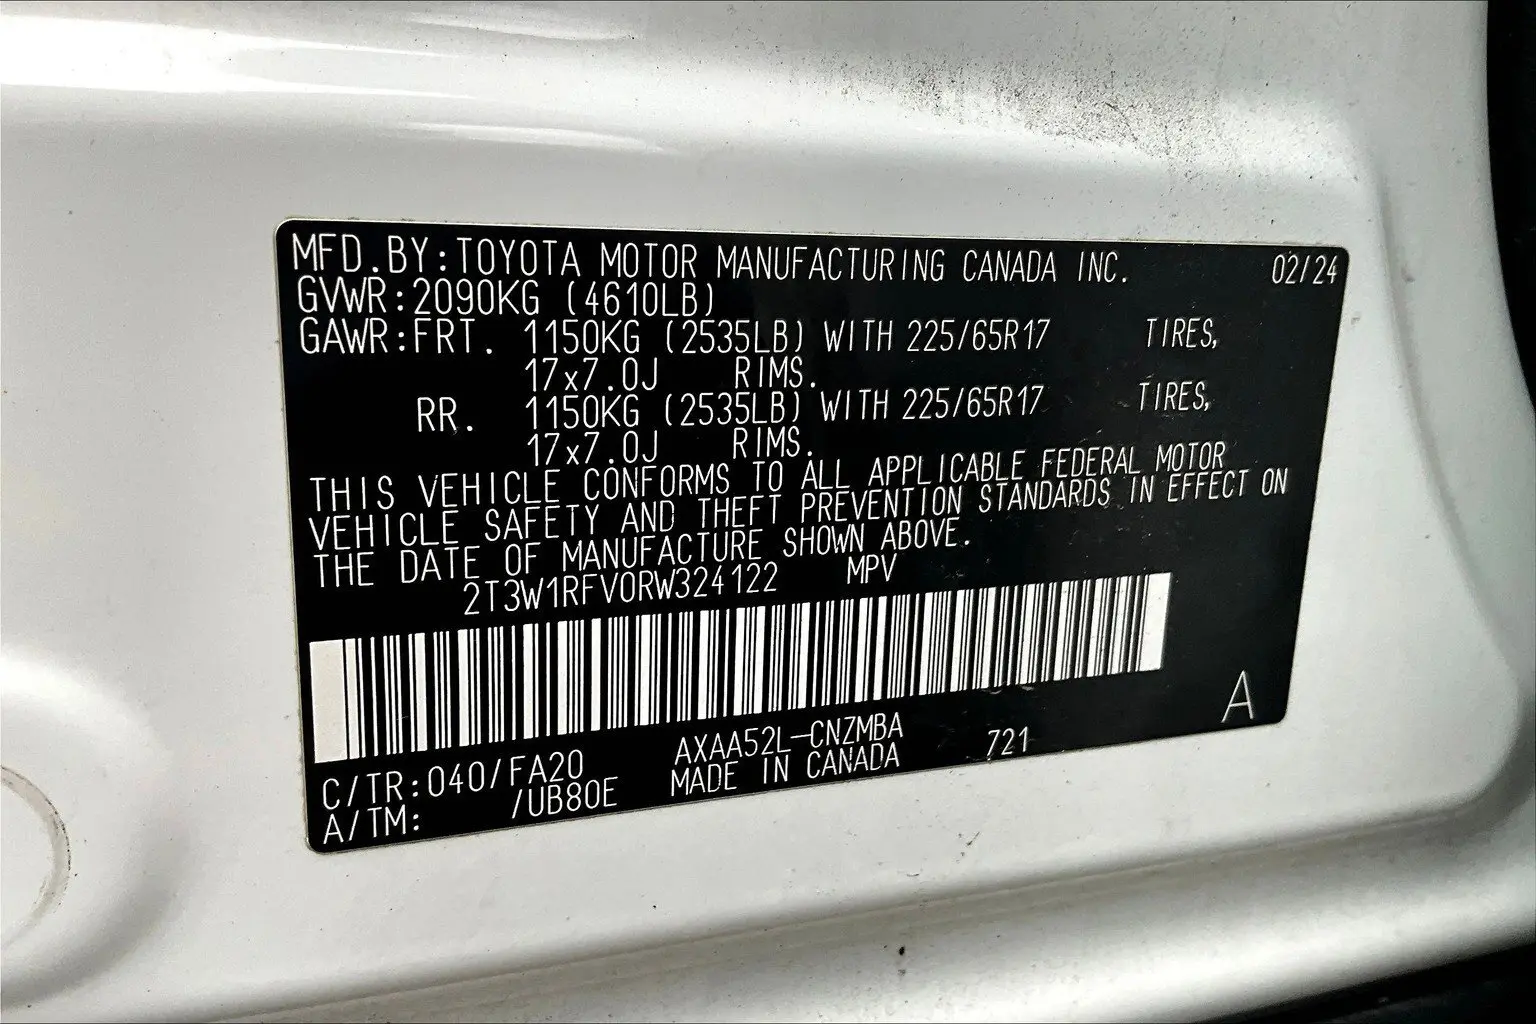 MFD.BY:TOYOTA MOTOR MANUFACTURING CANADA INC. 02/24
GVWR:2090KG (4610LB)
GAWR:FRT. 1150KG (2535LB) WITH 225/65R17 TIRES,
17x7.0J RIMS.
RR. 1150KG (2535LB) WITH 225/65R17 TIRES,
17x7.0J RIMS.
THIS VEHICLE CONFORMS TO ALL APPLICABLE FEDERAL MOTOR
VEHICLE SAFETY AND THEFT PREVENTION STANDARDS IN EFFECT ON
THE DATE OF MANUFACTURE SHOWN ABOVE.
2T3W1RFV0RW324122 MPV
A
C/TR:040/FA20 AXAA52L-CNZMBA 721
A/TM: /UB80E MADE IN CANADA